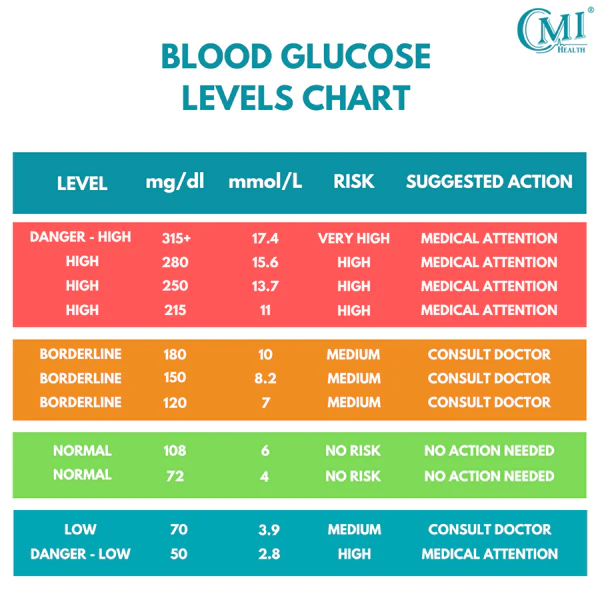 CMI®
HEALTH
BLOOD GLUCOSE
LEVELS CHART
LEVEL mg/dl mmol/L RISK SUGGESTED ACTION
DANGER - HIGH 315+ 17.4 VERY HIGH MEDICAL ATTENTION
HIGH 280 15.6 HIGH MEDICAL ATTENTION
HIGH 250 13.7 HIGH MEDICAL ATTENTION
HIGH 215 11 HIGH MEDICAL ATTENTION
BORDERLINE 180 10 MEDIUM CONSULT DOCTOR
BORDERLINE 150 8.2 MEDIUM CONSULT DOCTOR
BORDERLINE 120 7 MEDIUM CONSULT DOCTOR
NORMAL 108 6 NO RISK NO ACTION NEEDED
NORMAL 72 4 NO RISK NO ACTION NEEDED
LOW 70 3.9 MEDIUM CONSULT DOCTOR
DANGER - LOW 50 2.8 HIGH MEDICAL ATTENTION